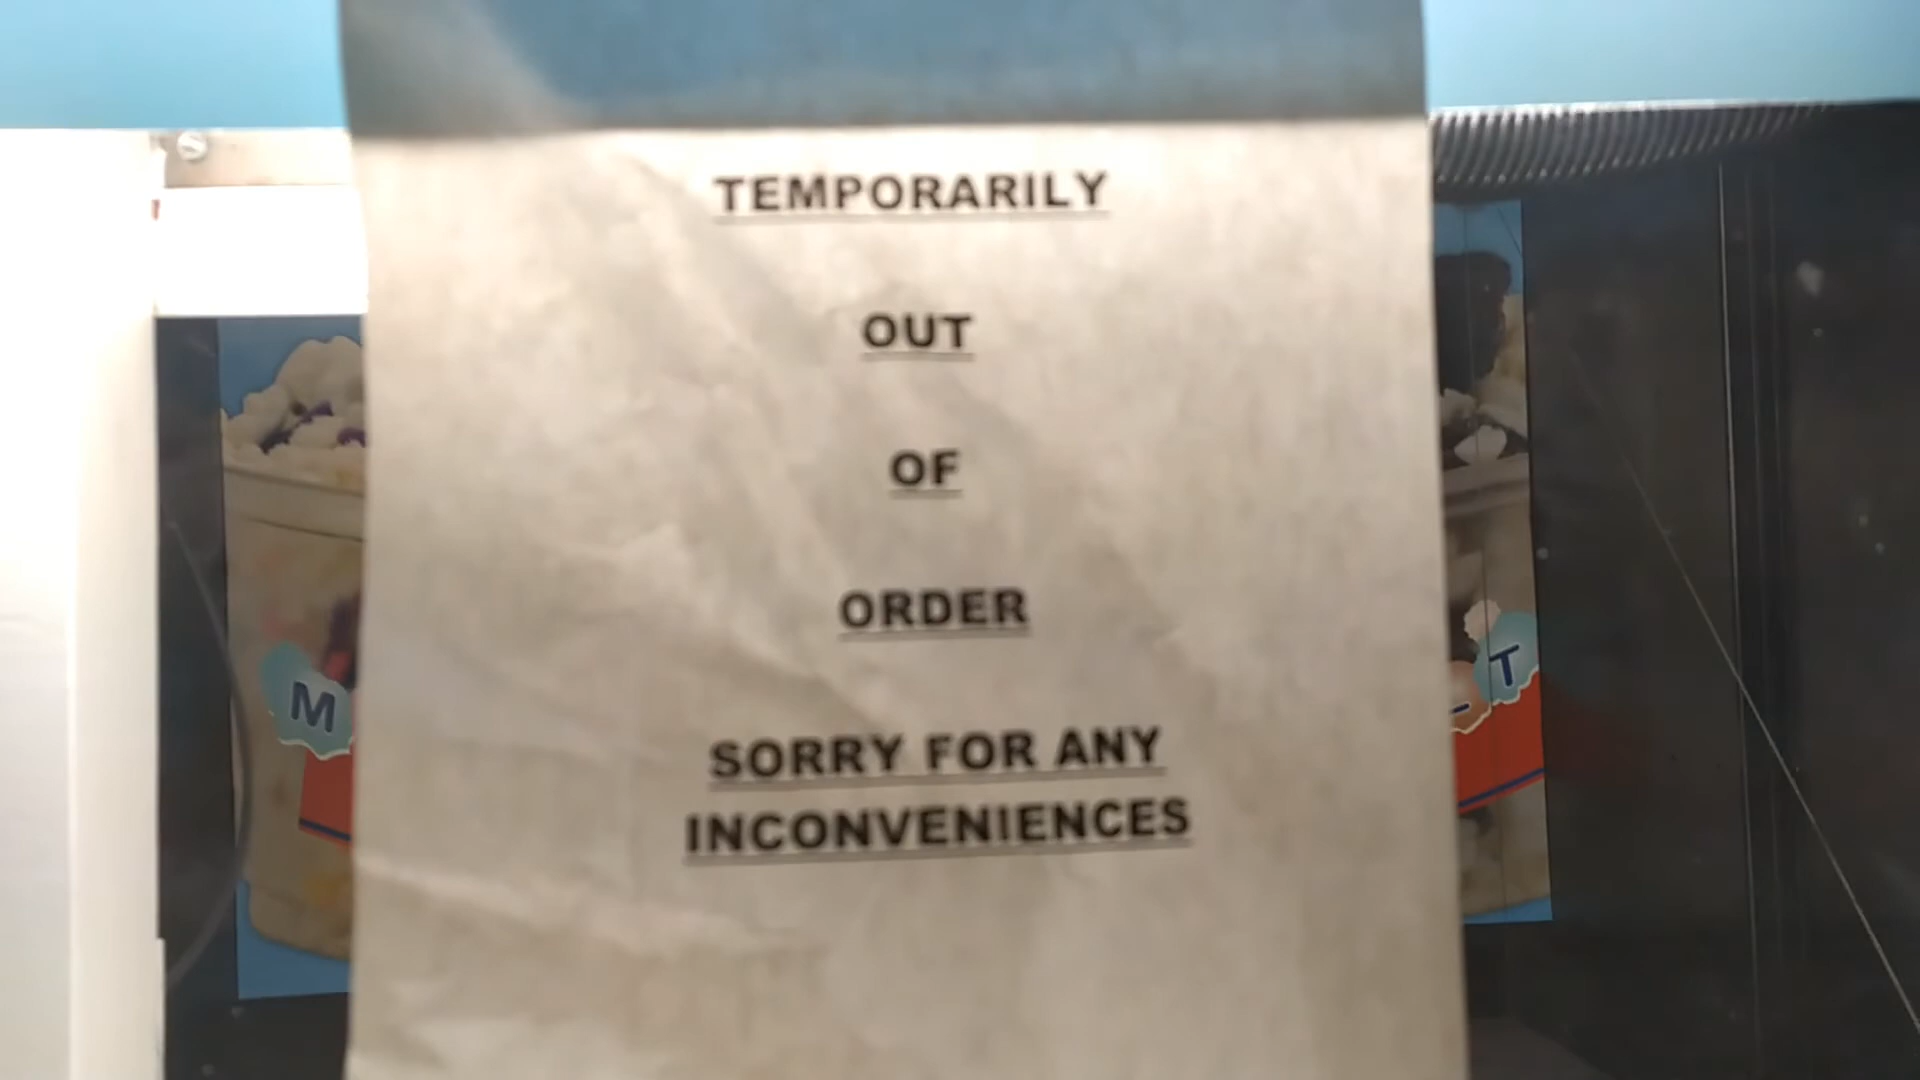 TEMPORARILY
OUT
OF
ORDER
SORRY FOR ANY
INCONVENIENCES
M
T